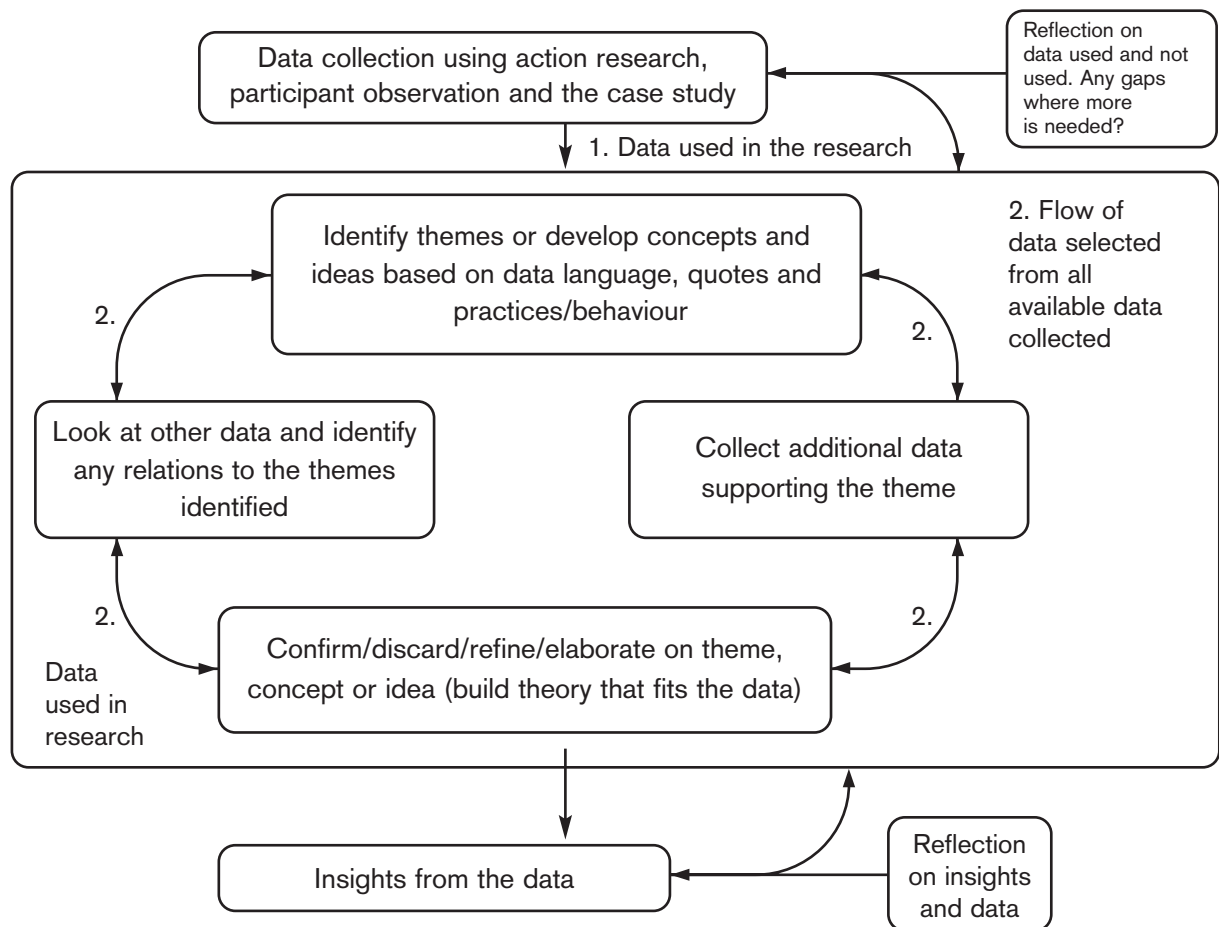 Data collection using action research,
participant observation and the case study
Reflection on
data used and not
used. Any gaps
where more
is needed?
1. Data used in the research
Identify themes or develop concepts and
ideas based on data language, quotes and
practices/behaviour
2. Flow of
data selected
from all
available data
collected
2.
2.
Look at other data and identify
any relations to the themes
identified
Collect additional data
supporting the theme
2.
2.
Confirm/discard/refine/elaborate on theme,
concept or idea (build theory that fits the data)
Data
used in
research
Insights from the data
Reflection
on insights
and data